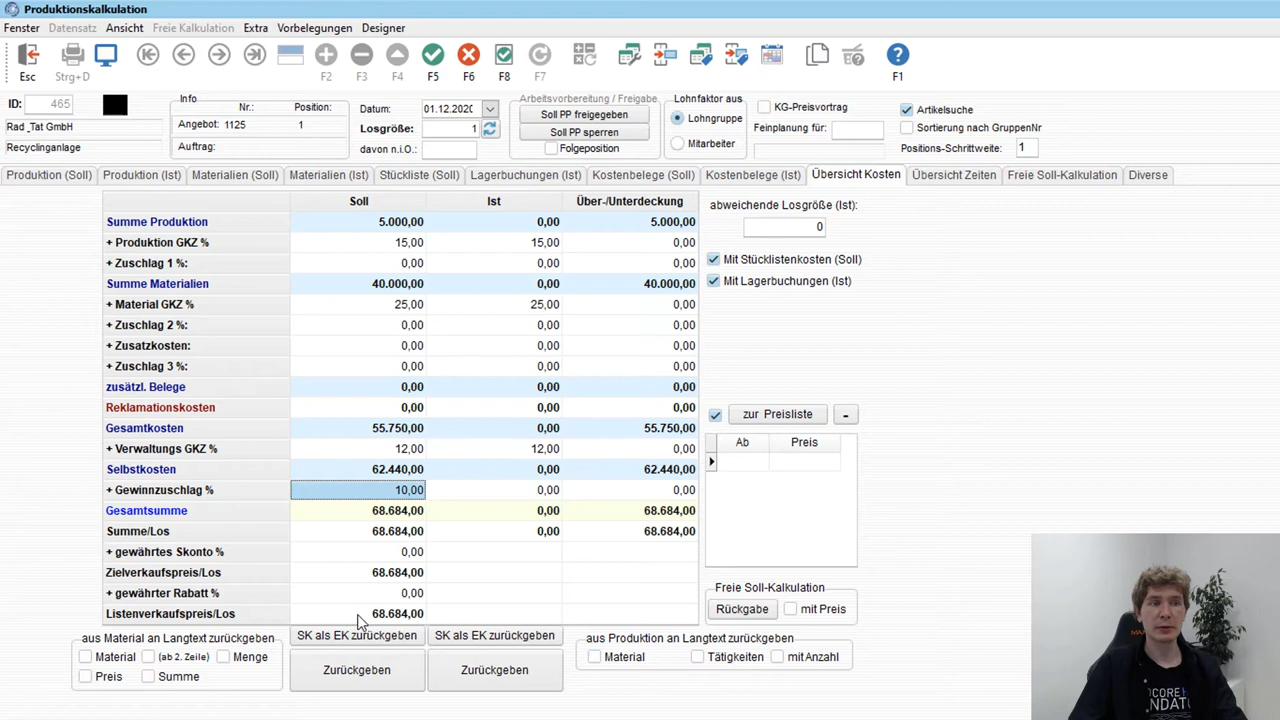 Produktionskalkulation
Fenster Datensatz Ansicht Freie Kalkulation Extra Vorbelegungen Designer
Esc Strg+D F2 F3 F4 F5 F6 F8 F7 F1
ID: 465
Rad_Tat GmbH
Recyclinganlage
Info
Nr.: Position:
Angebot: 1125 1
Auftrag:
Datum: 01.12.202
Losgröße: 1
davon n.i.O.:
Arbeitsvorbereitung / Freigabe
Soll PP freigegeben
Soll PP sperren
Folgeposition
Lohnfaktor aus
Lohngruppe
Mitarbeiter
KG-Preisvortrag
Feinplanung für:
Artikelsuche
Sortierung nach GruppenNr
Positions-Schrittweite: 1
Produktion (Soll) Produktion (Ist) Materialien (Soll) Materialien (Ist) Stückliste (Soll) Lagerbuchungen (Ist) Kostenbelege (Soll) Kostenbelege (Ist) Übersicht Kosten Übersicht Zeiten Freie Soll-Kalkulation Diverse
Soll Ist Über-/Unterdeckung
Summe Produktion 5.000,00 0,00 5.000,00
+ Produktion GKZ % 15,00 15,00 0,00
+ Zuschlag 1 %: 0,00 0,00 0,00
Summe Materialien 40.000,00 0,00 40.000,00
+ Material GKZ % 25,00 25,00 0,00
+ Zuschlag 2 %: 0,00 0,00 0,00
+ Zusatzkosten: 0,00 0,00 0,00
+ Zuschlag 3 %: 0,00 0,00 0,00
zusätzl. Belege 0,00 0,00 0,00
Reklamationskosten 0,00 0,00 0,00
Gesamtkosten 55.750,00 0,00 55.750,00
+ Verwaltungs GKZ % 12,00 12,00 0,00
Selbstkosten 62.440,00 0,00 62.440,00
+ Gewinnzuschlag % 10,00 0,00 0,00
Gesamtsumme 68.684,00 0,00 68.684,00
Summe/Los 68.684,00 0,00 68.684,00
+ gewährtes Skonto % 0,00
Zielverkaufspreis/Los 68.684,00
+ gewährter Rabatt % 0,00
Listenverkaufspreis/Los 68.684,00
abweichende Losgröße (Ist):
0
Mit Stücklistenkosten (Soll)
Mit Lagerbuchungen (Ist)
zur Preisliste -
Ab Preis
Freie Soll-Kalkulation
Rückgabe mit Preis
aus Material an Langtext zurückgeben
Material (ab 2. Zeile) Menge
Preis Summe
SK als EK zurückgeben SK als EK zurückgeben
Zurückgeben Zurückgeben
aus Produktion an Langtext zurückgeben
Material Tätigkeiten mit Anzahl